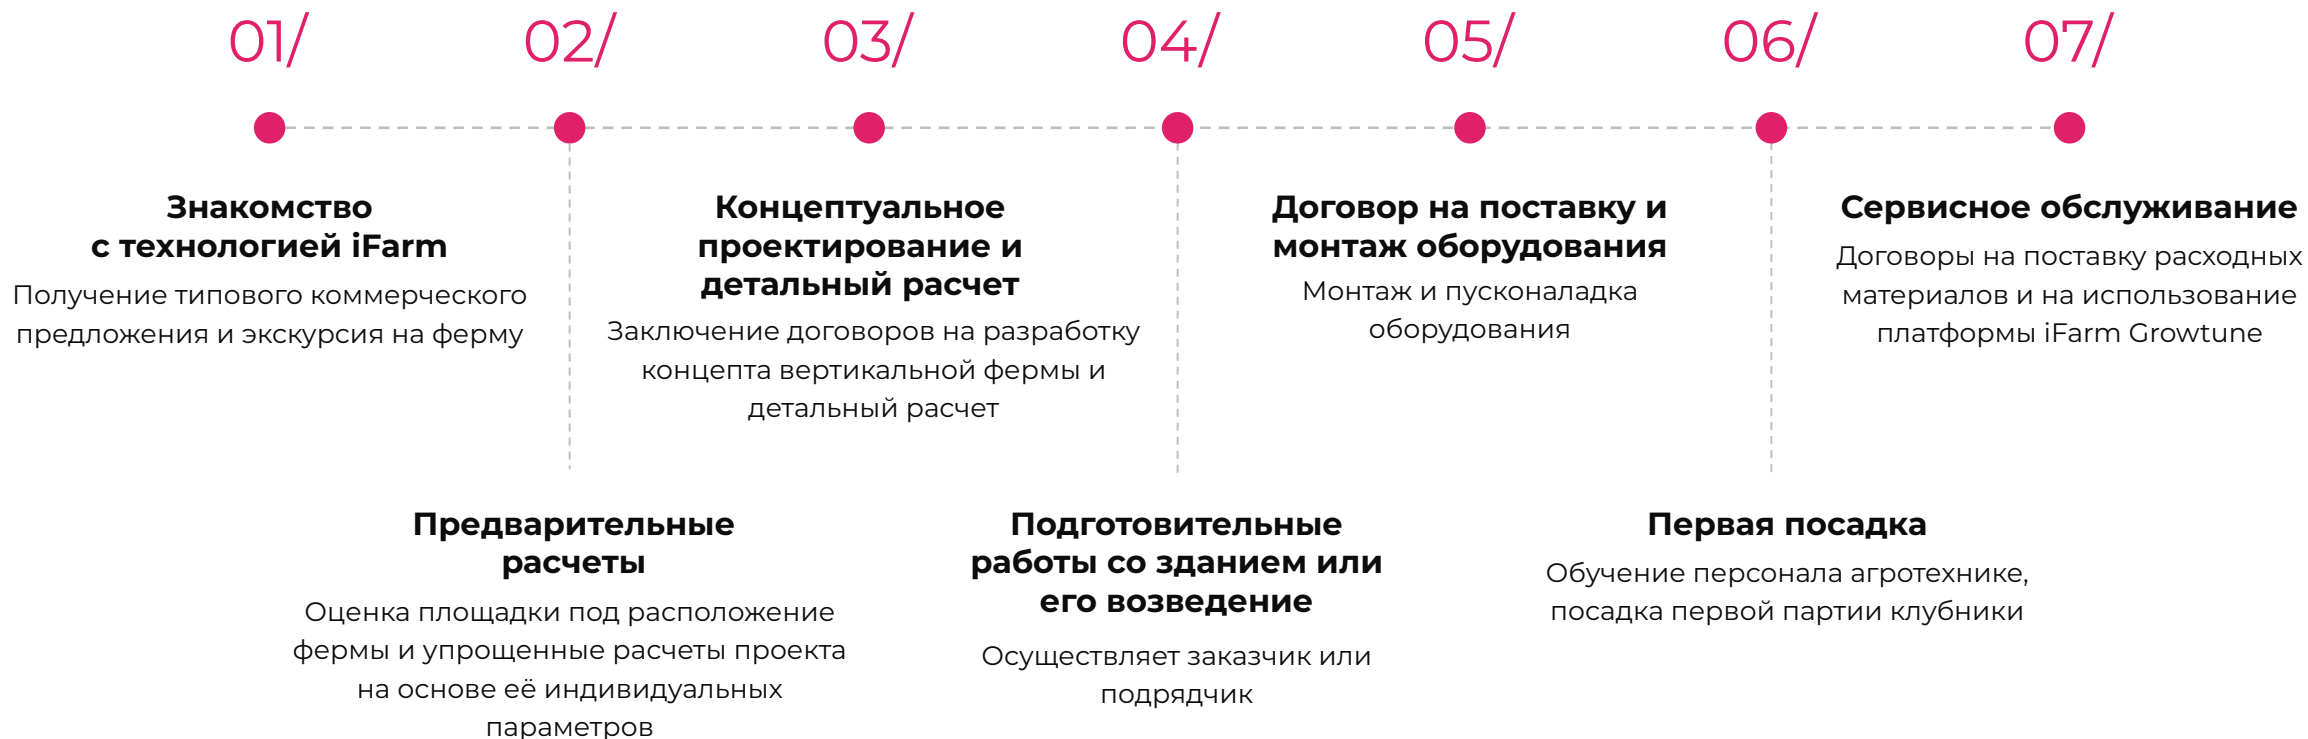 01/
02/
03/
04/
05/
06/
07/
Знакомство
с технологией iFarm
Получение типового коммерческого
предложения и экскурсия на ферму
Предварительные
расчеты
Оценка площадки под расположение
фермы и упрощенные расчеты проекта
на основе её индивидуальных
параметров
Концептуальное
проектирование и
детальный расчет
Заключение договоров на разработку
концепта вертикальной фермы и
детальный расчет
Подготовительные
работы со зданием или
его возведение
Осуществляет заказчик или
подрядчик
Договор на поставку и
монтаж оборудования
Монтаж и пусконаладка
оборудования
Первая посадка
Обучение персонала агротехнике,
посадка первой партии клубники
Сервисное обслуживание
Договоры на поставку расходных
материалов и на использование
платформы iFarm Growtune